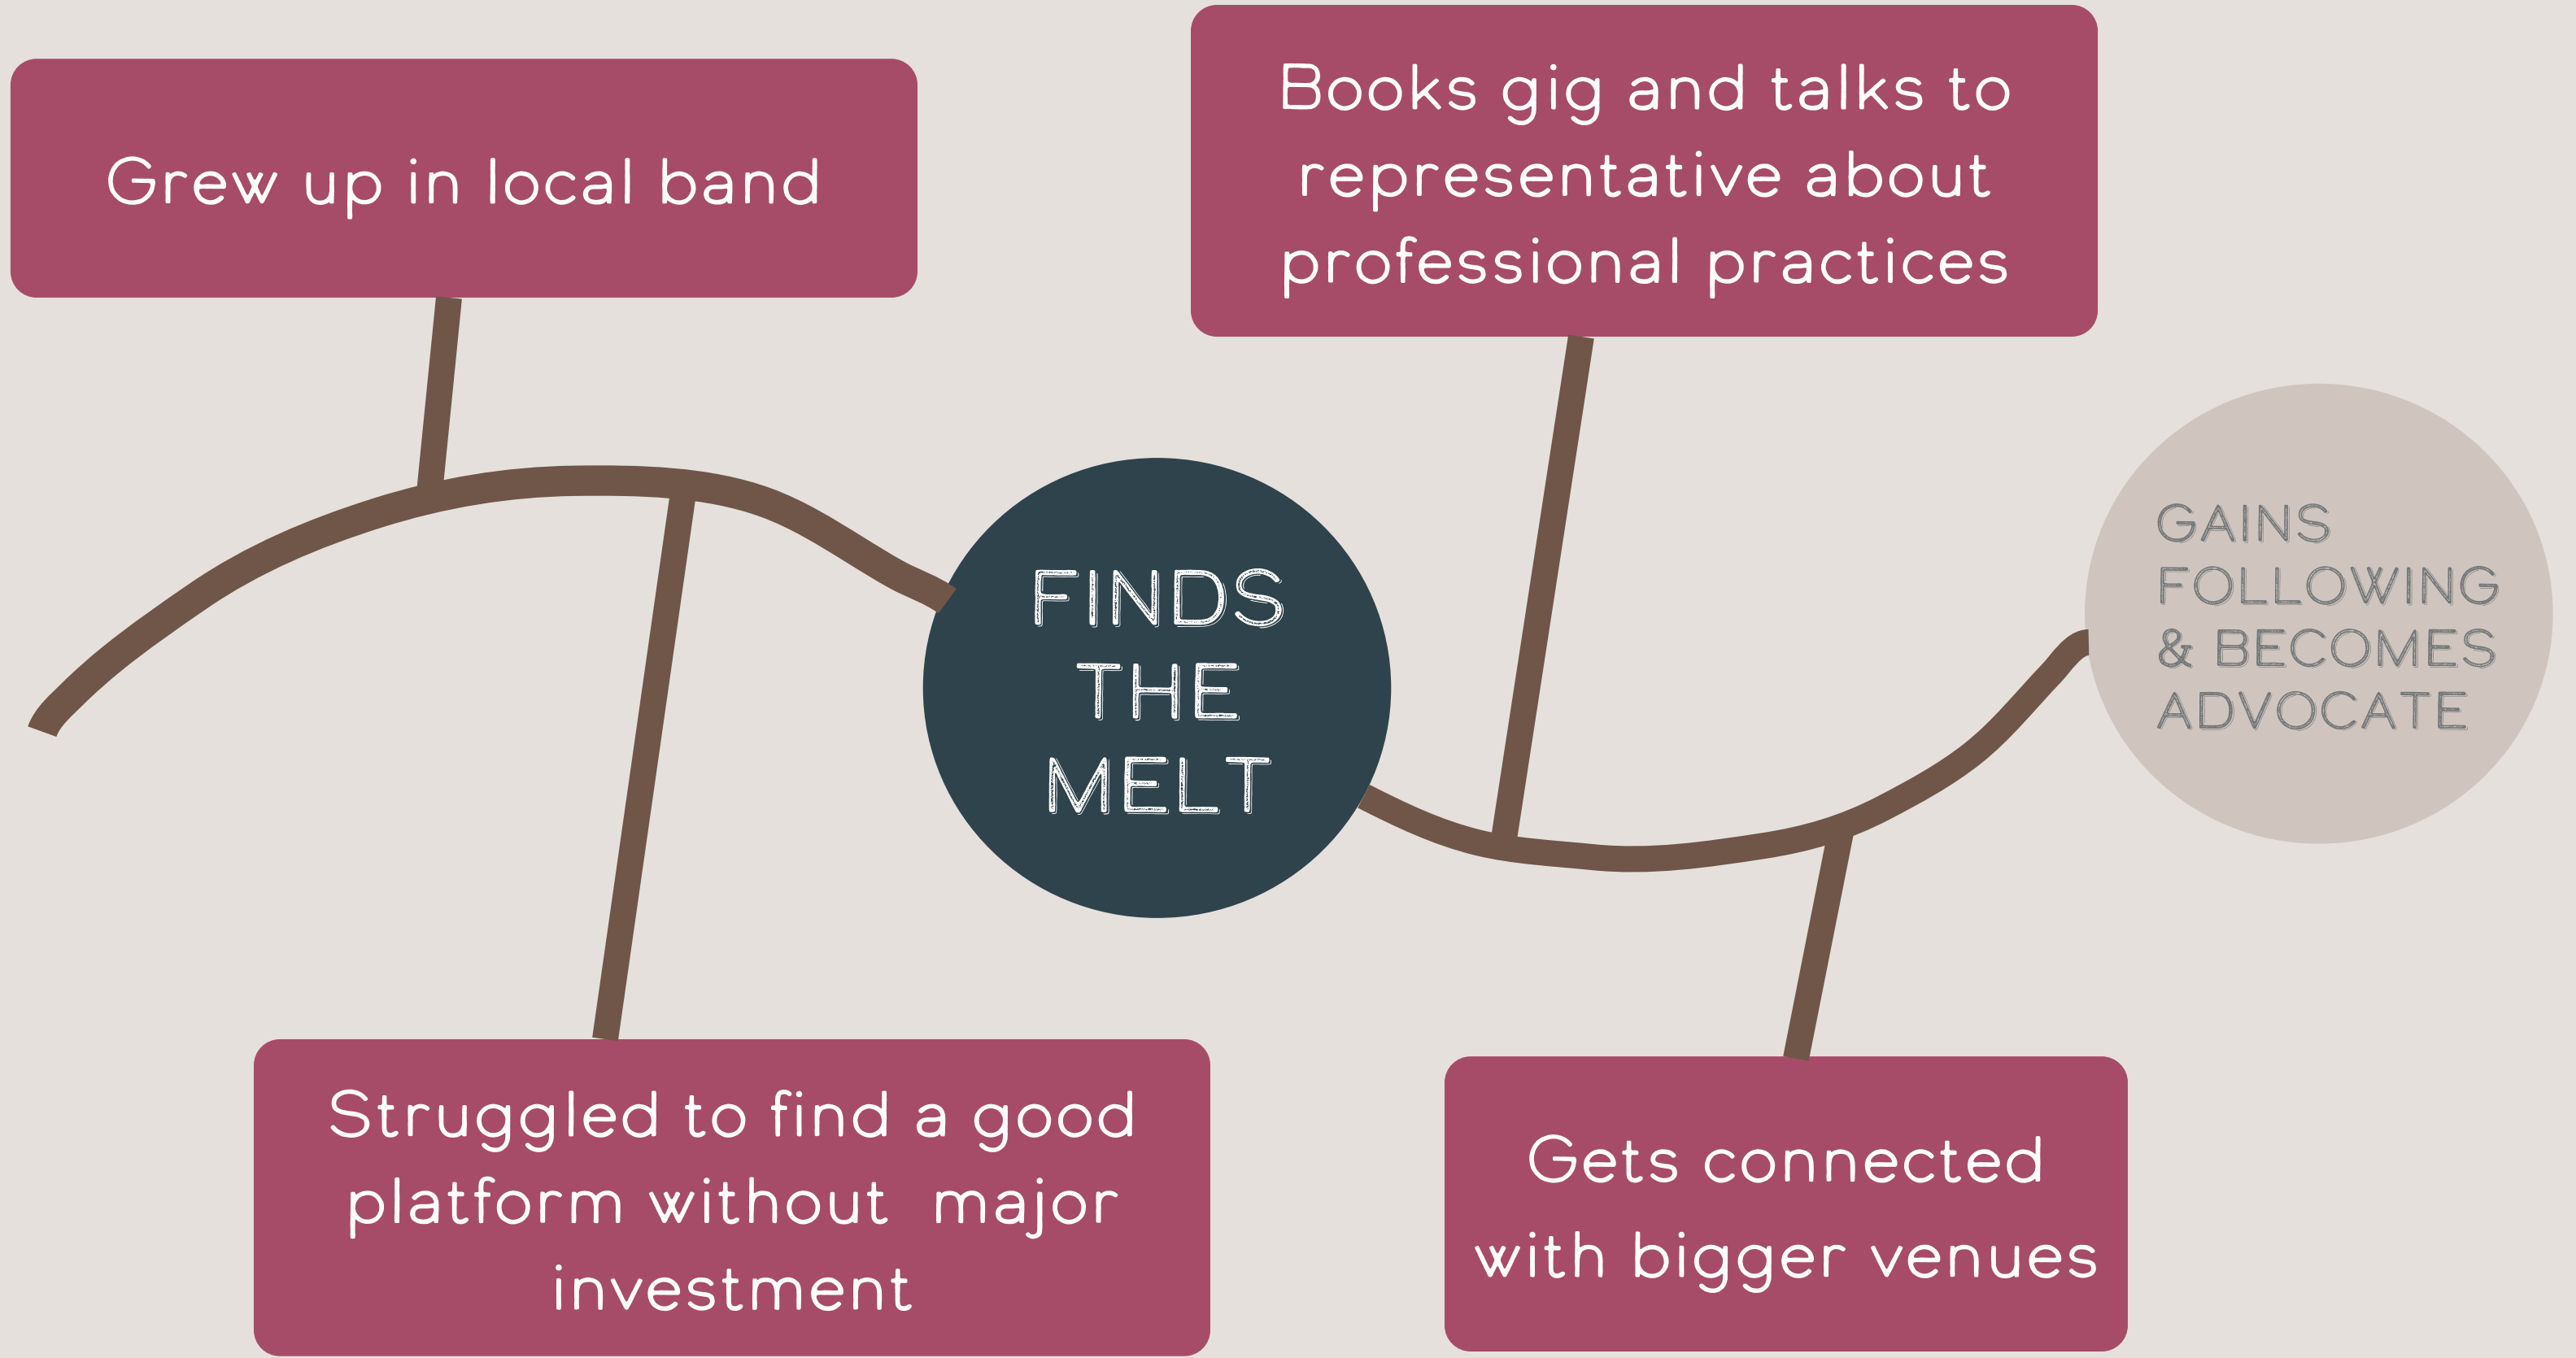 Grew up in local band
Struggled to find a good
platform without  major
investment
FINDS
THE
MELT
Books gig and talks to
representative about
professional practices
Gets connected
with bigger venues
GAINS
FOLLOWING
& BECOMES
ADVOCATE